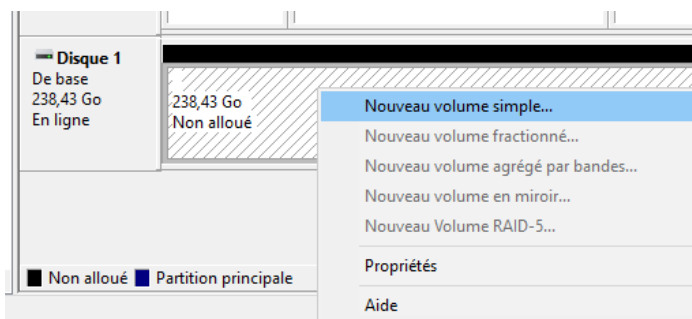 Disque 1
De base
238,43 Go
En ligne
238,43 Go
Non alloué
Nouveau volume simple...
Nouveau volume fractionné...
Nouveau volume agrégé par bandes...
Nouveau volume en miroir...
Nouveau Volume RAID-5...
Propriétés
Aide
Non alloué Partition principale